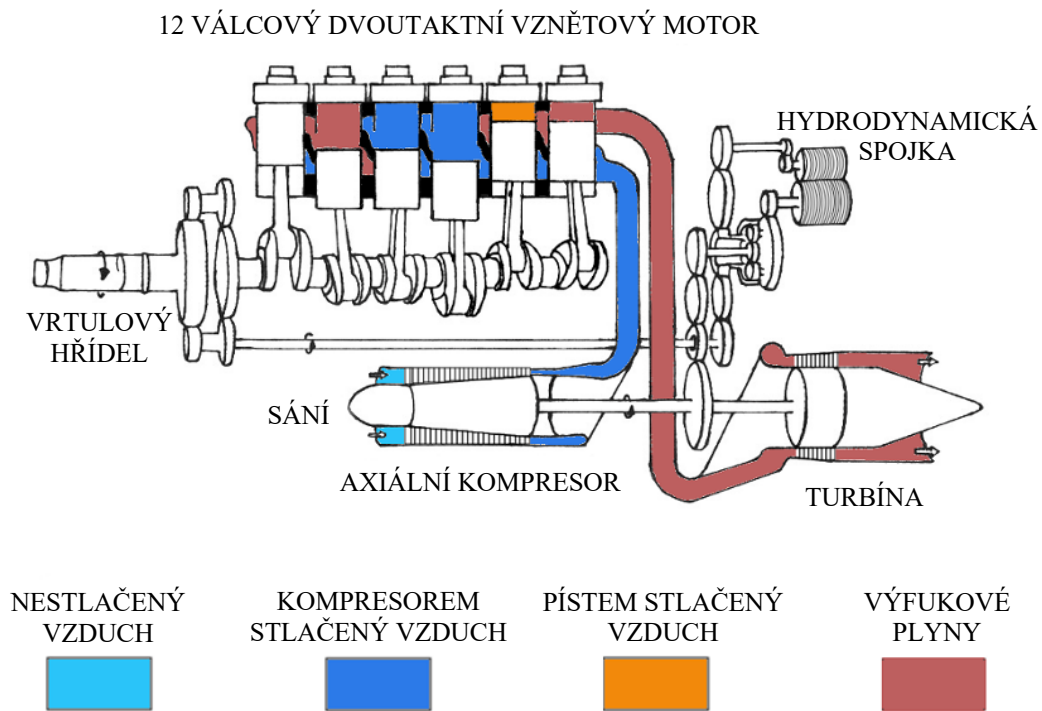 12 VÁLCOVÝ DVOUTAKTNÍ VZNĚTOVÝ MOTOR
HYDRODYNAMICKÁ
SPOJKA
VRTULOVÝ
HŘÍDEL
SÁNÍ
AXIÁLNÍ KOMPRESOR
TURBÍNA
NESTLAČENÝ
VZDUCH
KOMPRESOREM
STLAČENÝ VZDUCH
PÍSTEM STLAČENÝ
VZDUCH
VÝFUKOVÉ
PLYNY